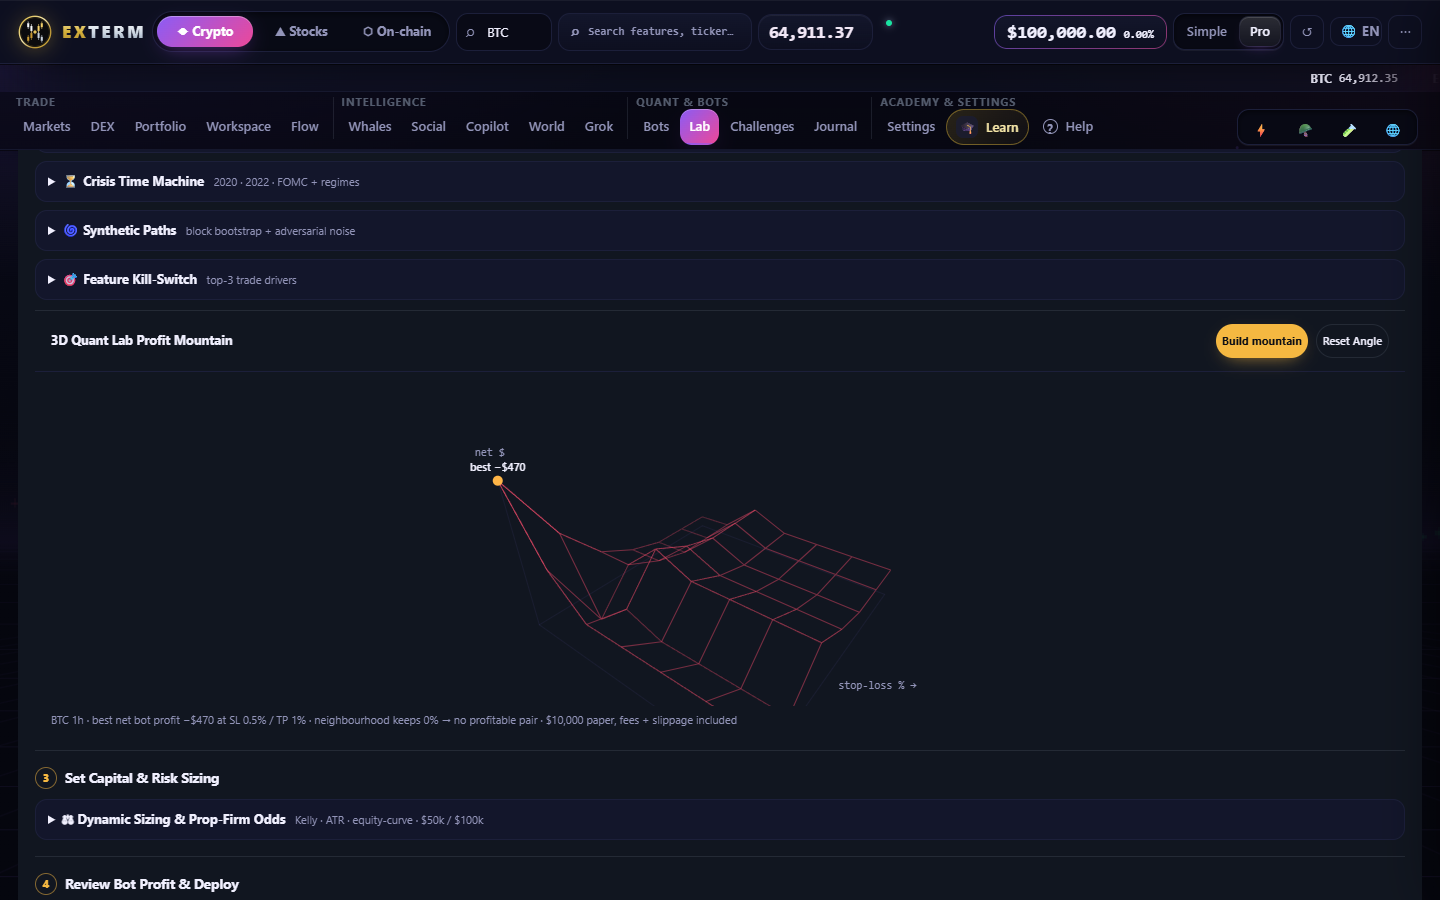 EXTERM
Crypto
Stocks
On-chain
BTC
search features, ticker…
64,911.37
$100,000.00 0.00%
Simple
Pro
EN
BTC 64,912.35
TRADE
Markets DEX Portfolio Workspace Flow
INTELLIGENCE
Whales Social Copilot World Grok
QUANT & BOTS
Bots Lab Challenges Journal
ACADEMY & SETTINGS
Settings Learn Help
Crisis Time Machine 2020 · 2022 · FOMC + regimes
Synthetic Paths block bootstrap + adversarial noise
Feature Kill-Switch top-3 trade drivers
3D Quant Lab Profit Mountain
Build mountain
Reset Angle
net $
best −$470
stop-loss % →
BTC 1h · best net bot profit −$470 at SL 0.5% / TP 1% · neighbourhood keeps 0% → no profitable pair · $10,000 paper, fees + slippage included
3 Set Capital & Risk Sizing
Dynamic Sizing & Prop-Firm Odds Kelly · ATR · equity-curve · $50k / $100k
4 Review Bot Profit & Deploy